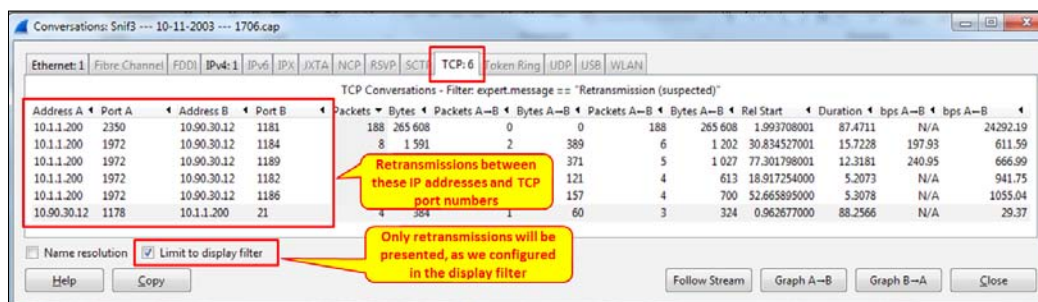 Conversations: Snif3 --- 10-11-2003 --- 1706.cap
Ethernet: 1 Fibre Channel FDDI IPv4: 1 IPv6 IPX JXTA NCP RSVP SCTP TCP: 6 Token Ring UDP USB WLAN
TCP Conversations - Filter: expert.message == "Retransmission (suspected)"
Address A Port A Address B Port B Packets Bytes Packets A→B Bytes A→B Packets A←B Bytes A←B Rel Start Duration bps A→B bps A←B
10.1.1.200 2350 10.90.30.12 1181 188 265 608 0 0 188 265 608 1.993708001 87.4711 N/A 24292.19
10.1.1.200 1972 10.90.30.12 1184 8 1 591 2 389 6 1 202 30.834527001 15.7228 197.93 611.59
10.1.1.200 1972 10.90.30.12 1189 371 5 1 027 77.301798001 12.3181 240.95 666.99
10.1.1.200 1972 10.90.30.12 1182 121 4 613 18.917254000 5.2073 N/A 941.75
10.1.1.200 1972 10.90.30.12 1186 157 4 700 52.665895000 5.3078 N/A 1055.04
10.90.30.12 1178 10.1.1.200 21 4 384 1 60 3 324 0.962677000 88.2566 N/A 29.37
Retransmissions between
these IP addresses and TCP
port numbers
Name resolution Limit to display filter
Only retransmissions will be
presented, as we configured
in the display filter
Help Copy Follow Stream Graph A→B Graph B→A Close